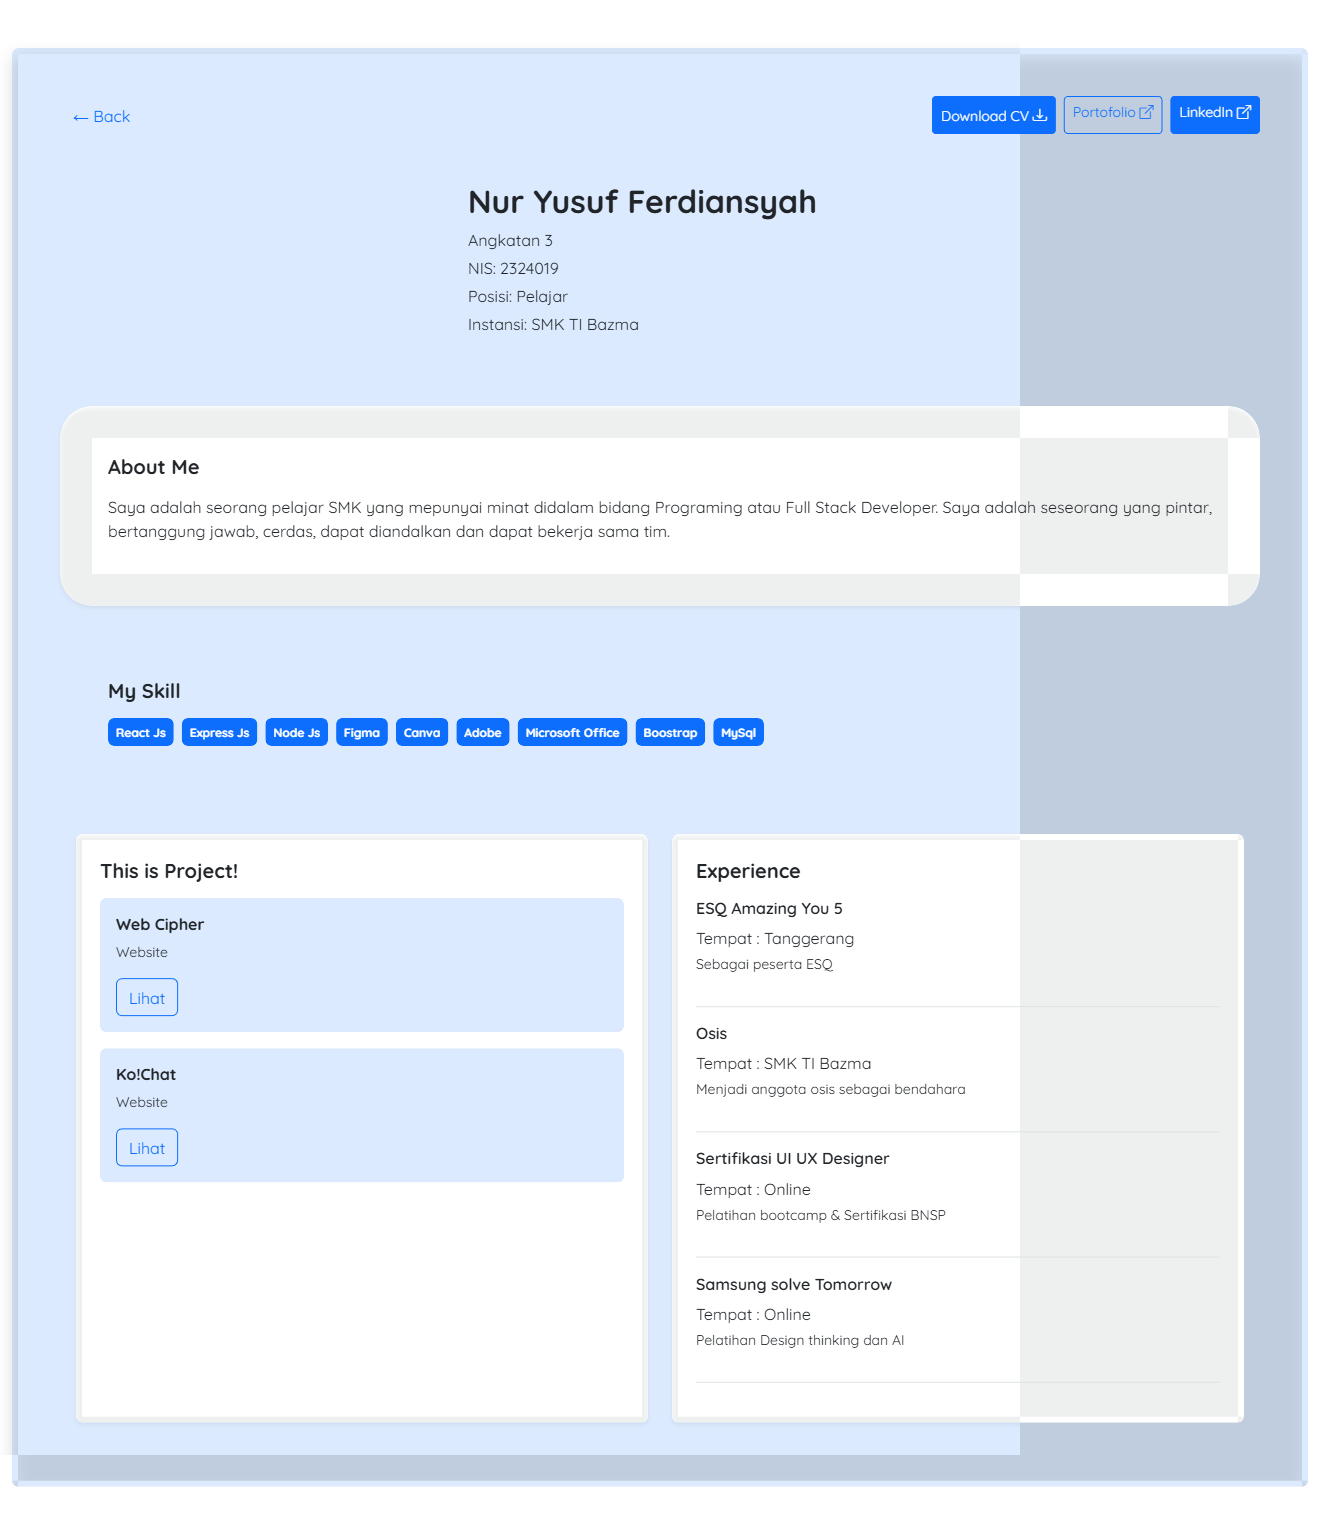 ← Back
Download CV
Portofolio
LinkedIn
Nur Yusuf Ferdiansyah
Angkatan 3
NIS: 2324019
Posisi: Pelajar
Instansi: SMK TI Bazma
About Me
Saya adalah seorang pelajar SMK yang mepunyai minat didalam bidang Programing atau Full Stack Developer. Saya adalah seseorang yang pintar,
bertanggung jawab, cerdas, dapat diandalkan dan dapat bekerja sama tim.
My Skill
React Js Express Js Node Js Figma Canva Adobe Microsoft Office Boostrap MySql
This is Project!
Web Cipher
Website
Lihat
Ko!Chat
Website
Lihat
Experience
ESQ Amazing You 5
Tempat : Tanggerang
Sebagai peserta ESQ
Osis
Tempat : SMK TI Bazma
Menjadi anggota osis sebagai bendahara
Sertifikasi UI UX Designer
Tempat : Online
Pelatihan bootcamp & Sertifikasi BNSP
Samsung solve Tomorrow
Tempat : Online
Pelatihan Design thinking dan AI